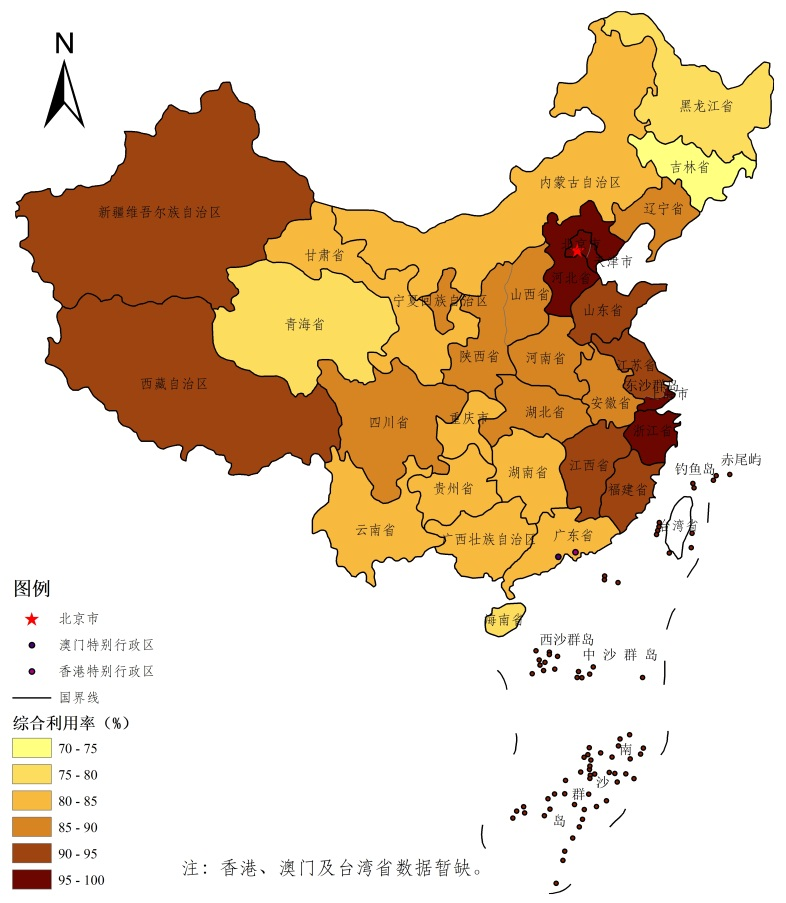 N
黑龙江省
吉林省
内蒙古自治区
辽宁省
新疆维吾尔族自治区
北京市
甘肃省
天津市
河北省
宁夏回族自治区
山西省
山东省
青海省
陕西省
河南省
江苏省
西藏自治区
东沙群岛
市
安徽省
四川省
重庆市
湖北省
浙江省
赤尾屿
钓鱼岛
江西省
湖南省
贵州省
福建省
台湾省
云南省
广西壮族自治区
广东省
海南省
西沙群岛
中沙群岛
南
沙
群
岛
图例
北京市
澳门特别行政区
香港特别行政区
国界线
综合利用率（%）
70 - 75
75 - 80
80 - 85
85 - 90
90 - 95
95 - 100
注：香港、澳门及台湾省数据暂缺。